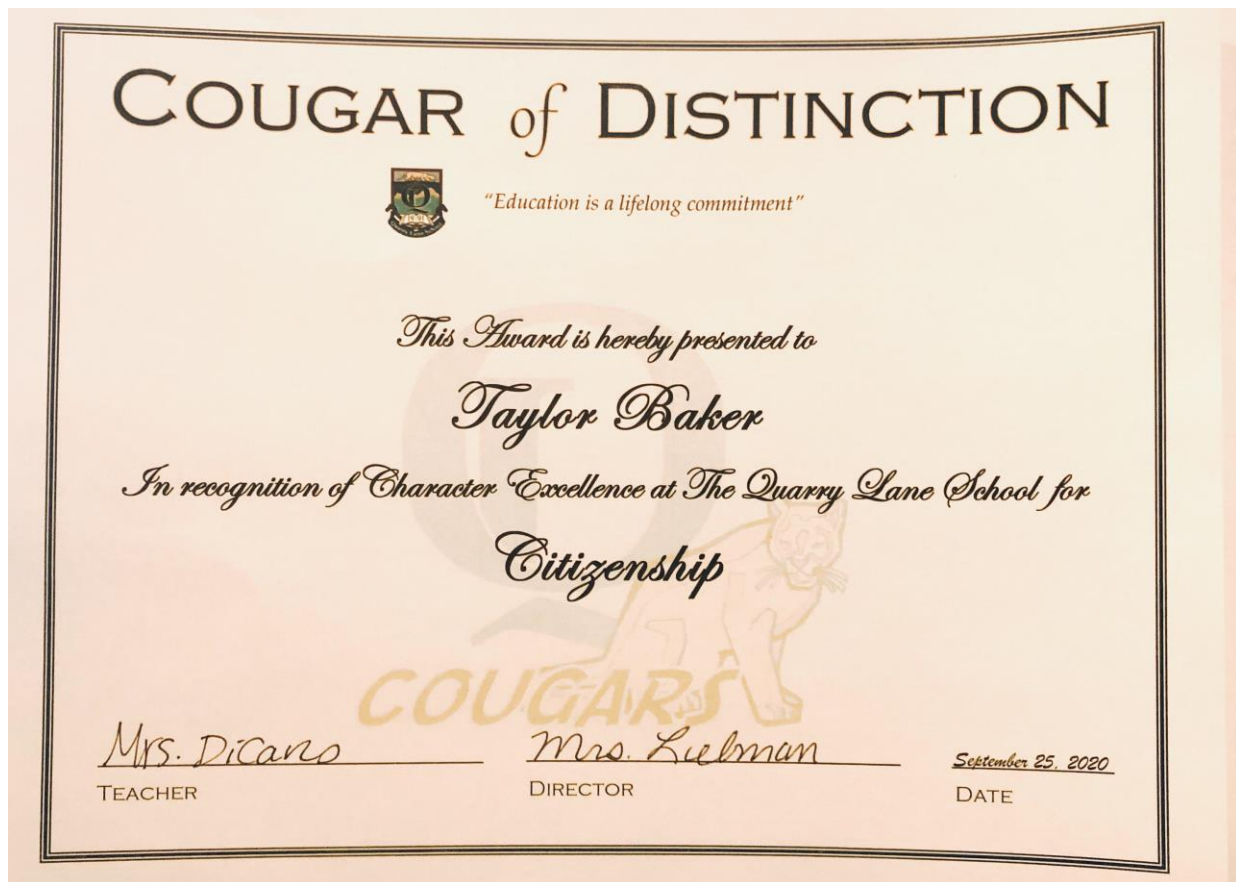 COUGAR of DISTINCTION
"Education is a lifelong commitment"
This Award is hereby presented to
Taylor Baker
In recognition of Character Excellence at The Quarry Lane School for
Citizenship
COUGARS
Mrs. DiCarlo Mrs. Liebman September 25, 2020
TEACHER DIRECTOR DATE